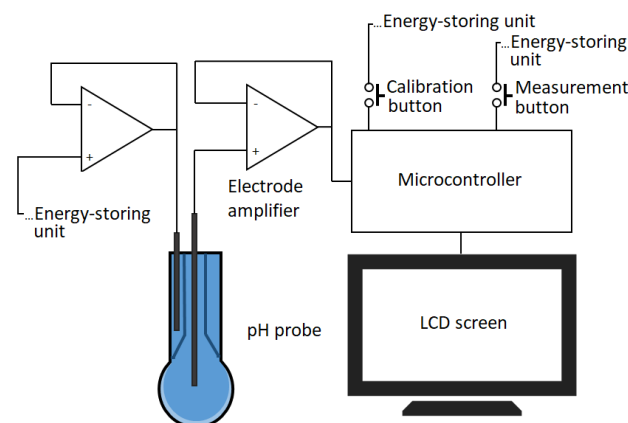 ...Energy-storing unit
...Energy-storing
unit
Calibration
button
Measurement
button
-
+
-
+
Microcontroller
Electrode
amplifier
...Energy-storing
unit
pH probe
LCD screen